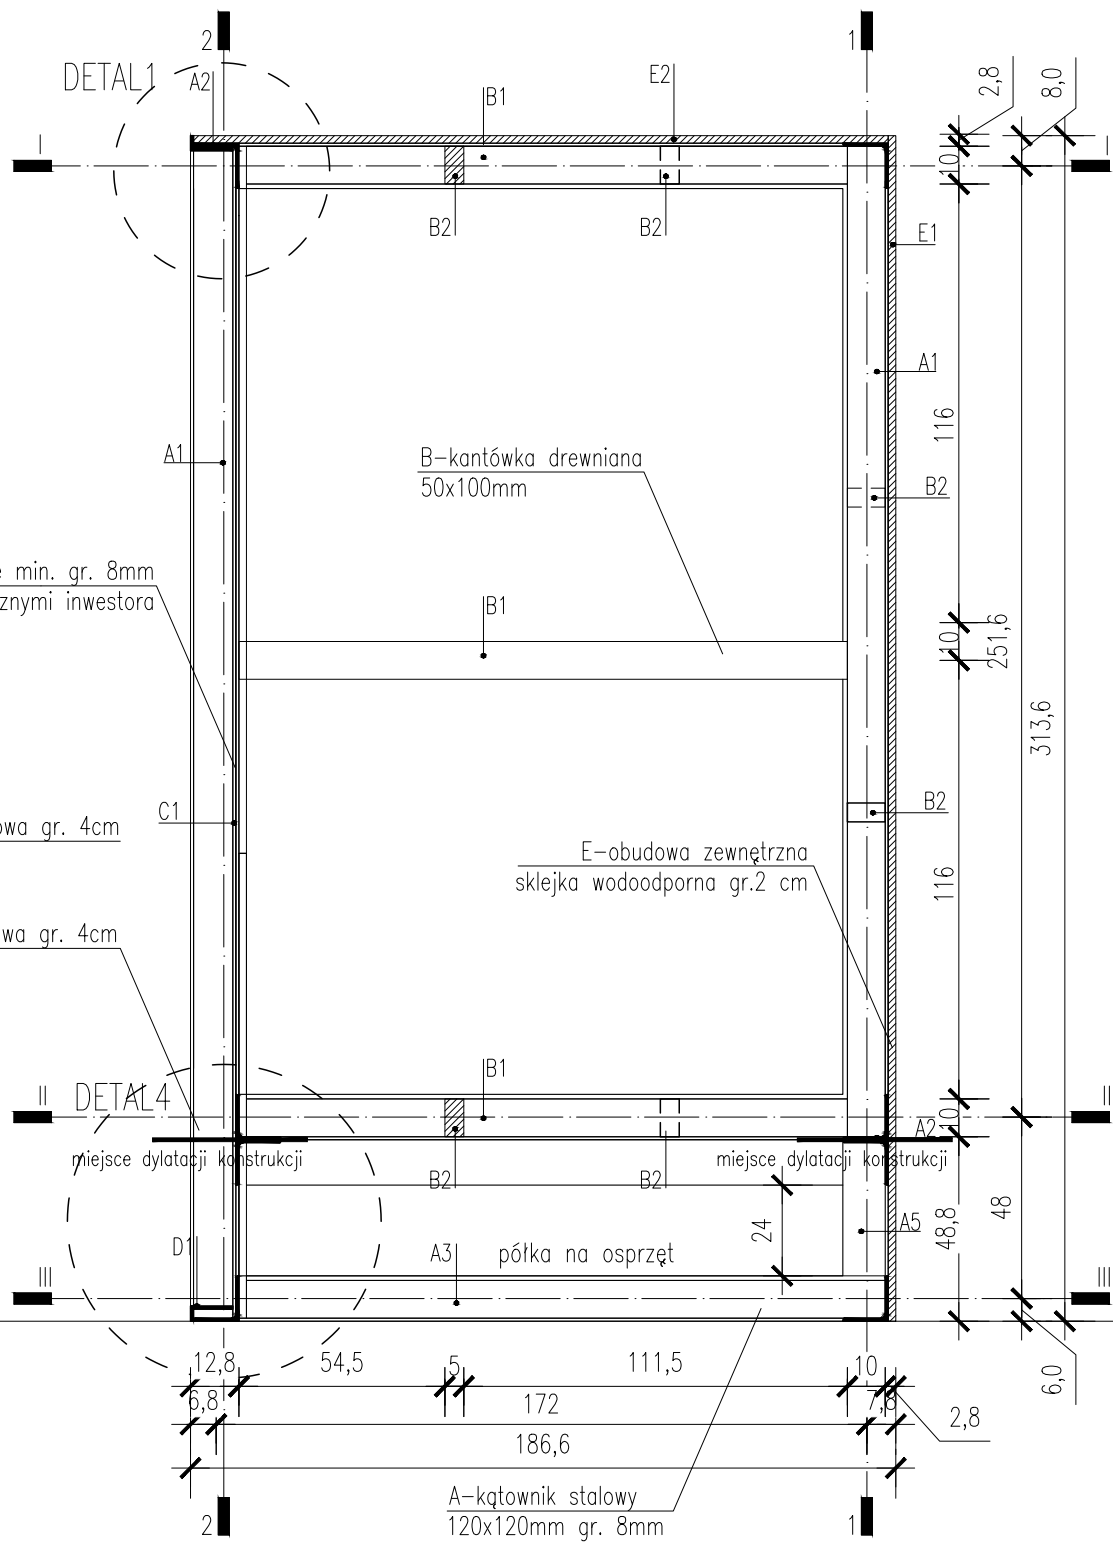 2
1
DETAL1
A2
B1
E2
2,8
8,0
I
I
10
B2
B2
E1
A1
116
A1
B-kantówka drewniana
50x100mm
B2
min. gr. 8mm
znymi inwestora
B1
10
251,6
313,6
C1
B2
owa gr. 4cm
E-obudowa zewnętrzna
sklejka wodoodporna gr.2 cm
116
wa gr. 4cm
B1
II
DETAL4
II
10
A2
miejsce dylatacji konstrukcji
miejsce dylatacji konstrukcji
B2
B2
24
A5
48,8
48
D1
A3
półka na osprzęt
III
III
12,8
54,5
5
111,5
10
6,0
6,8
172
7,8
2,8
186,6
A-kątownik stalowy
120x120mm gr. 8mm
2
1